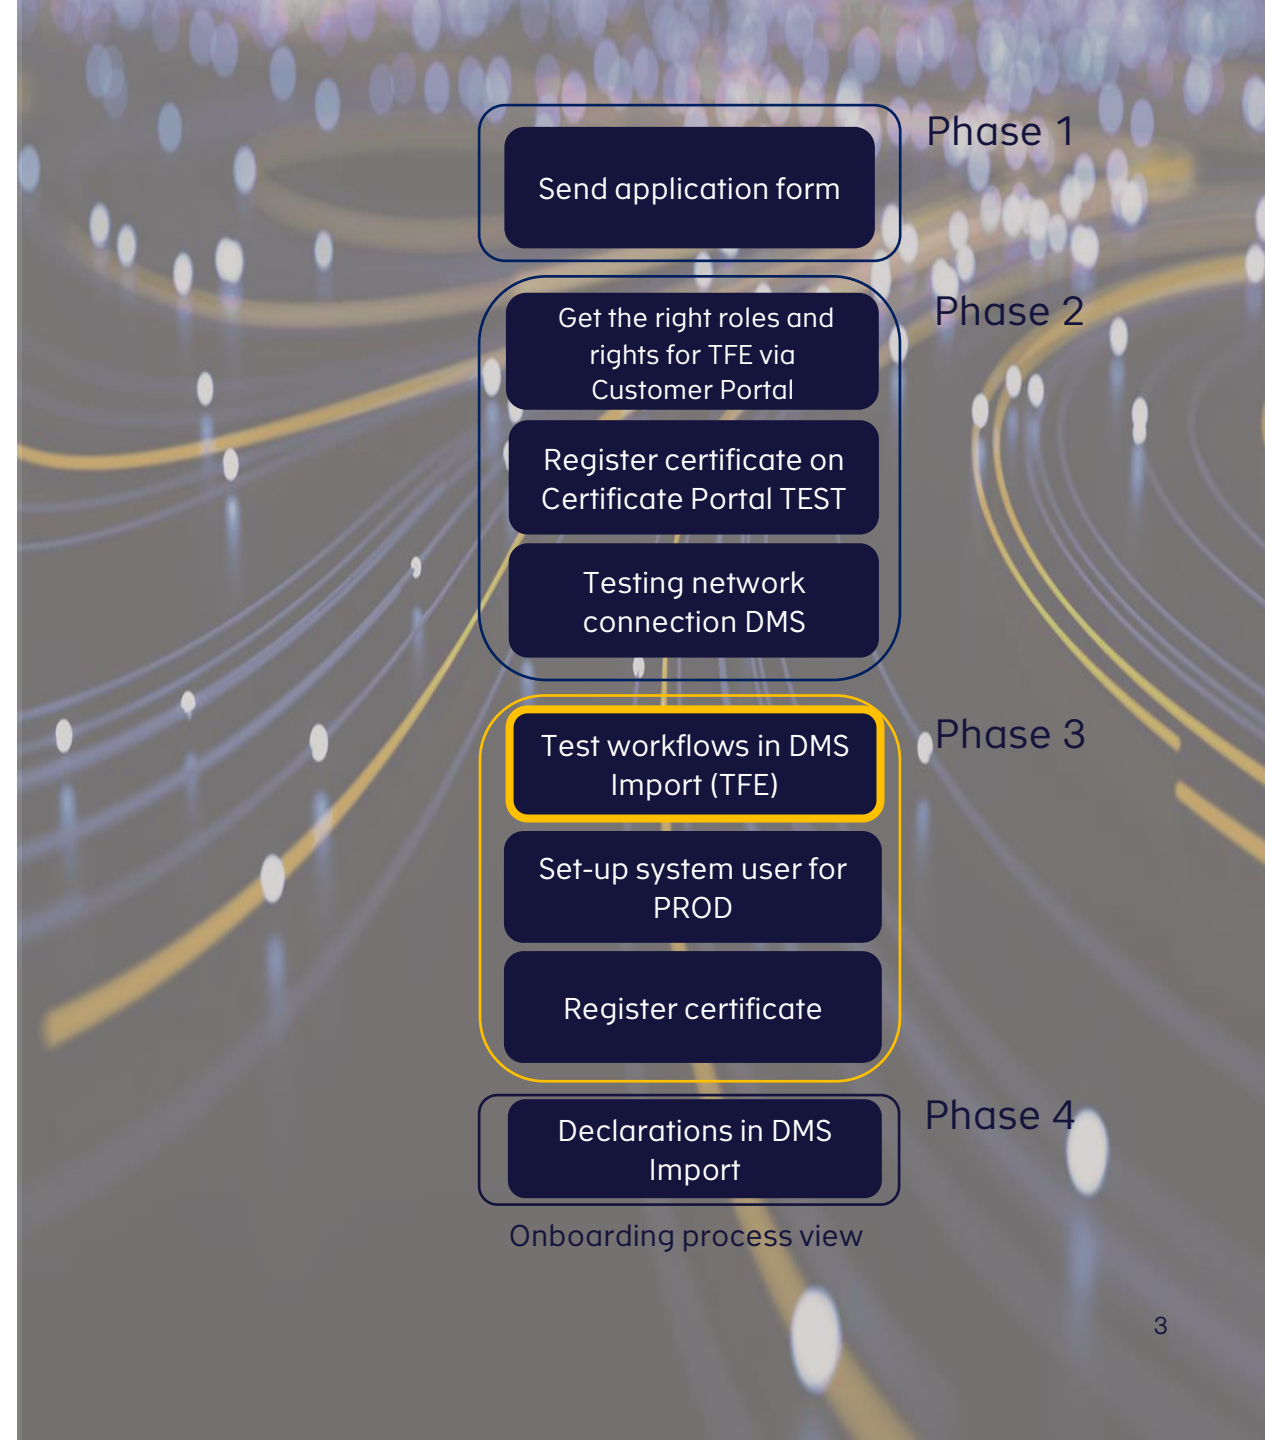 Phase 1
Send application form
Phase 2
Get the right roles and
rights for TFE via
Customer Portal
Register certificate on
Certificate Portal TEST
Testing network
connection DMS
Phase 3
Test workflows in DMS
Import (TFE)
Set-up system user for
PROD
Register certificate
Phase 4
Declarations in DMS
Import
Onboarding process view
3